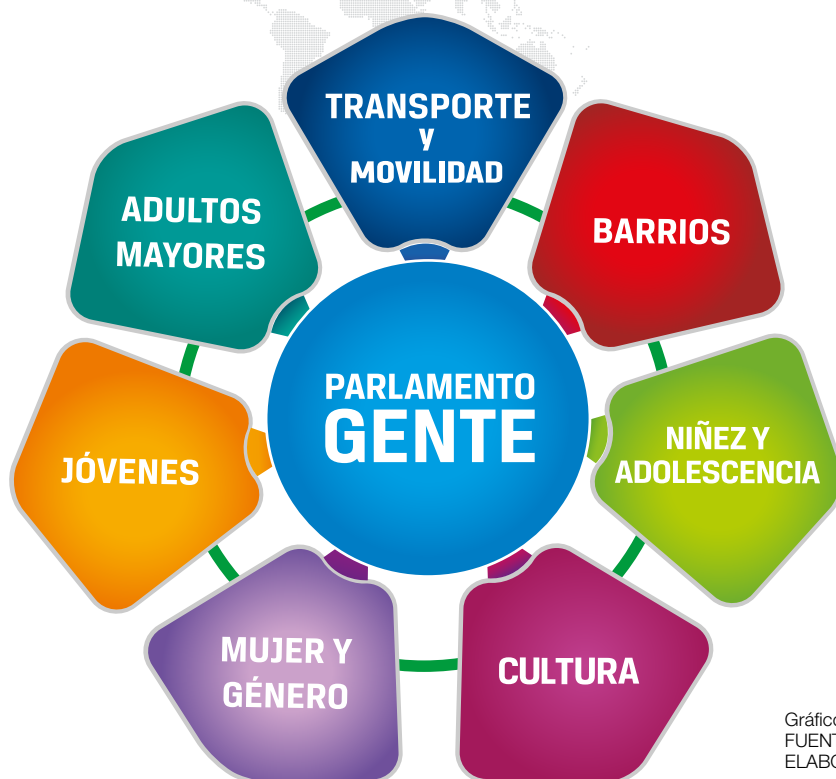 TRANSPORTE
y
MOVILIDAD
BARRIOS
NIÑEZ Y
ADOLESCENCIA
CULTURA
MUJER Y
GÉNERO
JÓVENES
ADULTOS
MAYORES
PARLAMENTO
GENTE